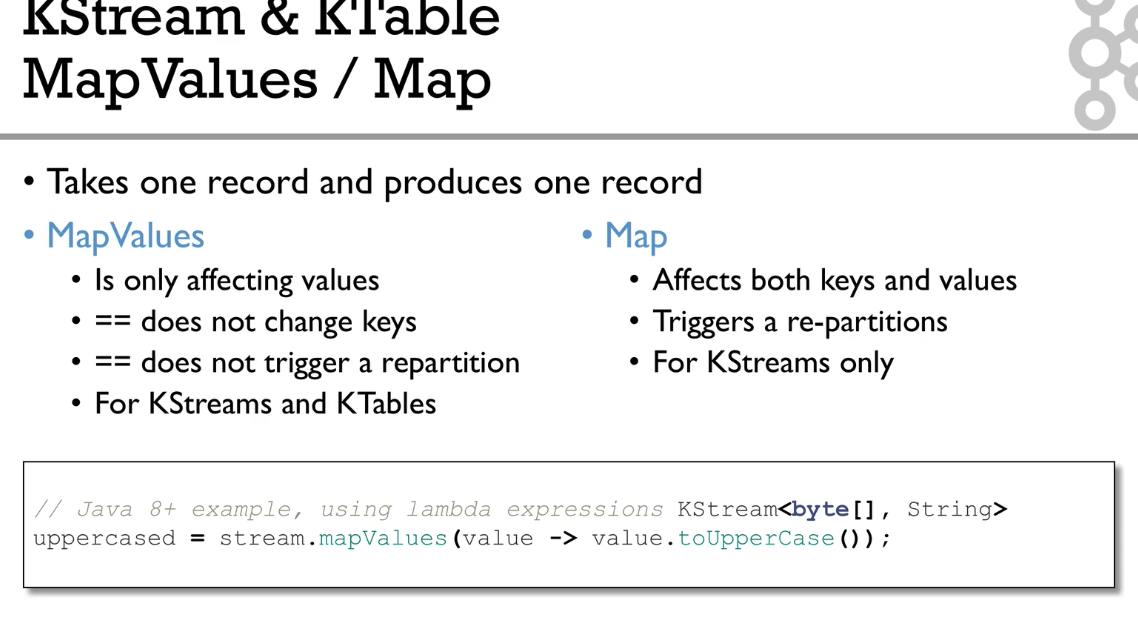 KStream & KTable
MapValues / Map
• Takes one record and produces one record
• MapValues
• Is only affecting values
• == does not change keys
• == does not trigger a repartition
• For KStreams and KTables
• Map
• Affects both keys and values
• Triggers a re-partitions
• For KStreams only
// Java 8+ example, using lambda expressions KStream<byte[], String>
uppercased = stream.mapValues(value -> value.toUpperCase());